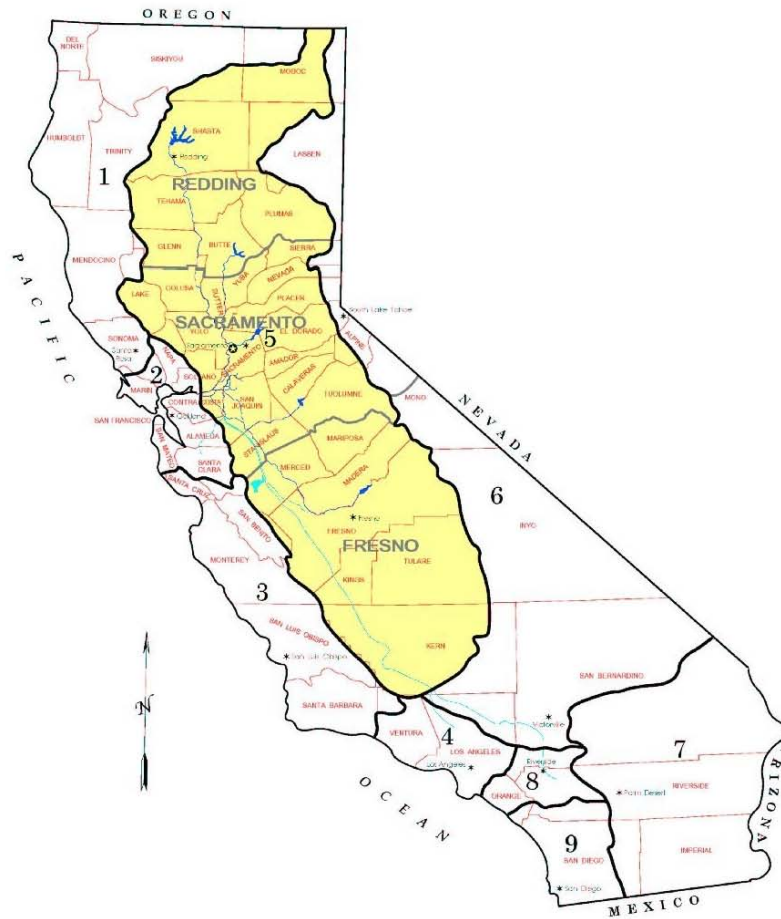 OREGON
DEL NORTE
SISKIYOU
MODOC
HUMBOLDT
TRINITY
SHASTA
Redding
LASSEN
1
REDDING
TEHAMA
PLUMAS
GLENN
BUTTE
SIERRA
MENDOCINO
LAKE
COLUSA
SUTTER
YUBA
NEVADA
PLACER
PACIFIC
SACRAMENTO
YOLO
EL DORADO
South Lake Tahoe
ALPINE
SONOMA
Santa Rosa
NAPA
Sacramento
SACRAMENTO
5
AMADOR
2
SOLANO
CALAVERAS
TUOLUMNE
MARIN
CONTRA COSTA
SAN JOAQUIN
MONO
NEVADA
SAN FRANCISCO
Oakland
ALAMEDA
STANISLAUS
MARIPOSA
SAN MATEO
SANTA CLARA
MERCED
MADERA
SANTA CRUZ
6
SAN BENITO
Fresno
FRESNO
INYO
FRESNO
MONTEREY
TULARE
KINGS
3
SAN LUIS OBISPO
KERN
San Luis Obispo
SAN BERNARDINO
N
SANTA BARBARA
Victorville
VENTURA
4
LOS ANGELES
7
Los Angeles
Riverside
8
RIVERSIDE
ORANGE
Palm Desert
ARIZONA
OCEAN
9
SAN DIEGO
IMPERIAL
San Diego
MEXICO